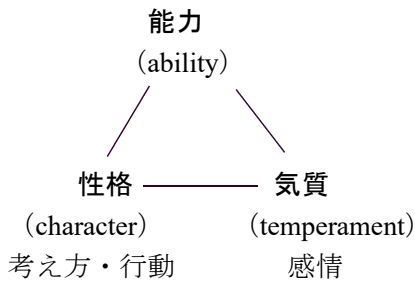 能力
（ability）
性格
気質
（character）
（temperament）
考え方・行動
感情